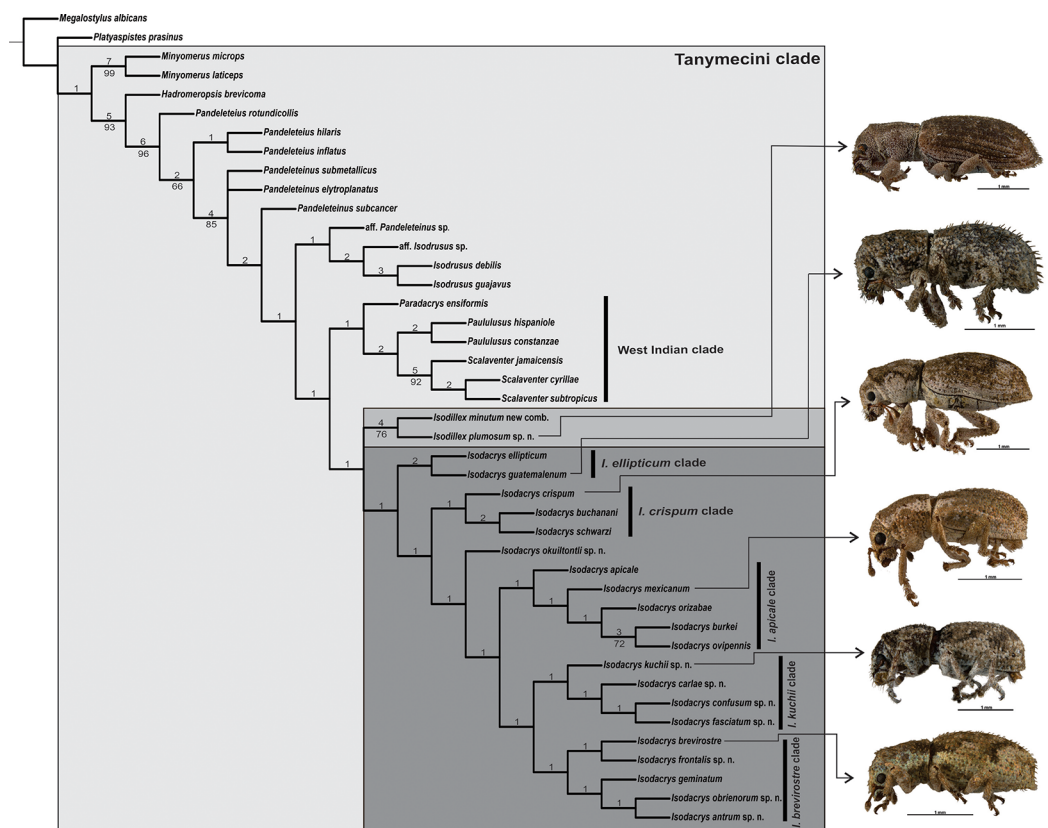 Megalostylus albicans
Platyaspistes prasinus
Tanymecini clade
7
99
Minyomerus microps
Minyomerus laticeps
1
Hadromeropsis brevicoma
5
93
Pandeleteius rotundicollis
6
96
1
Pandeleteius hilaris
Pandeleteius inflatus
2
66
Pandeleteinus submetallicus
Pandeleteinus elytroplanatus
4
85
Pandeleteinus subcancer
2
1
aff. Pandeleteinus sp.
aff. Isodrusus sp.
2
Isodrusus debilis
3
Isodrusus guajavus
1
Paradacrys ensiformis
1
Paululusus hispaniole
2
Paululusus constanzae
2
Scalaventer jamaicensis
5
92
Scalaventer cyrillae
2
Scalaventer subtropicus
West Indian clade
1
Isodillex minutum new comb.
4
76
Isodillex plumosum sp. n.
1
Isodacrys ellipticum
2
Isodacrys guatemalenum
I. ellipticum clade
1
Isodacrys crispum
1
Isodacrys buchanani
2
Isodacrys schwarzi
I. crispum clade
1
Isodacrys okuiltontli sp. n.
1
Isodacrys apicale
1
Isodacrys mexicanum
1
Isodacrys orizabae
1
Isodacrys burkei
3
72
Isodacrys ovipennis
I. apicale clade
1
Isodacrys kuchii sp. n.
1
Isodacrys carlae sp. n.
1
Isodacrys confusum sp. n.
1
Isodacrys fasciatum sp. n.
I. kuchii clade
1
Isodacrys brevirostre
1
Isodacrys frontalis sp. n.
1
Isodacrys geminatum
1
Isodacrys obrienorum sp. n.
1
Isodacrys antrum sp. n.
I. brevirostre clade
1 mm
1 mm
1 mm
1 mm
1 mm
1 mm